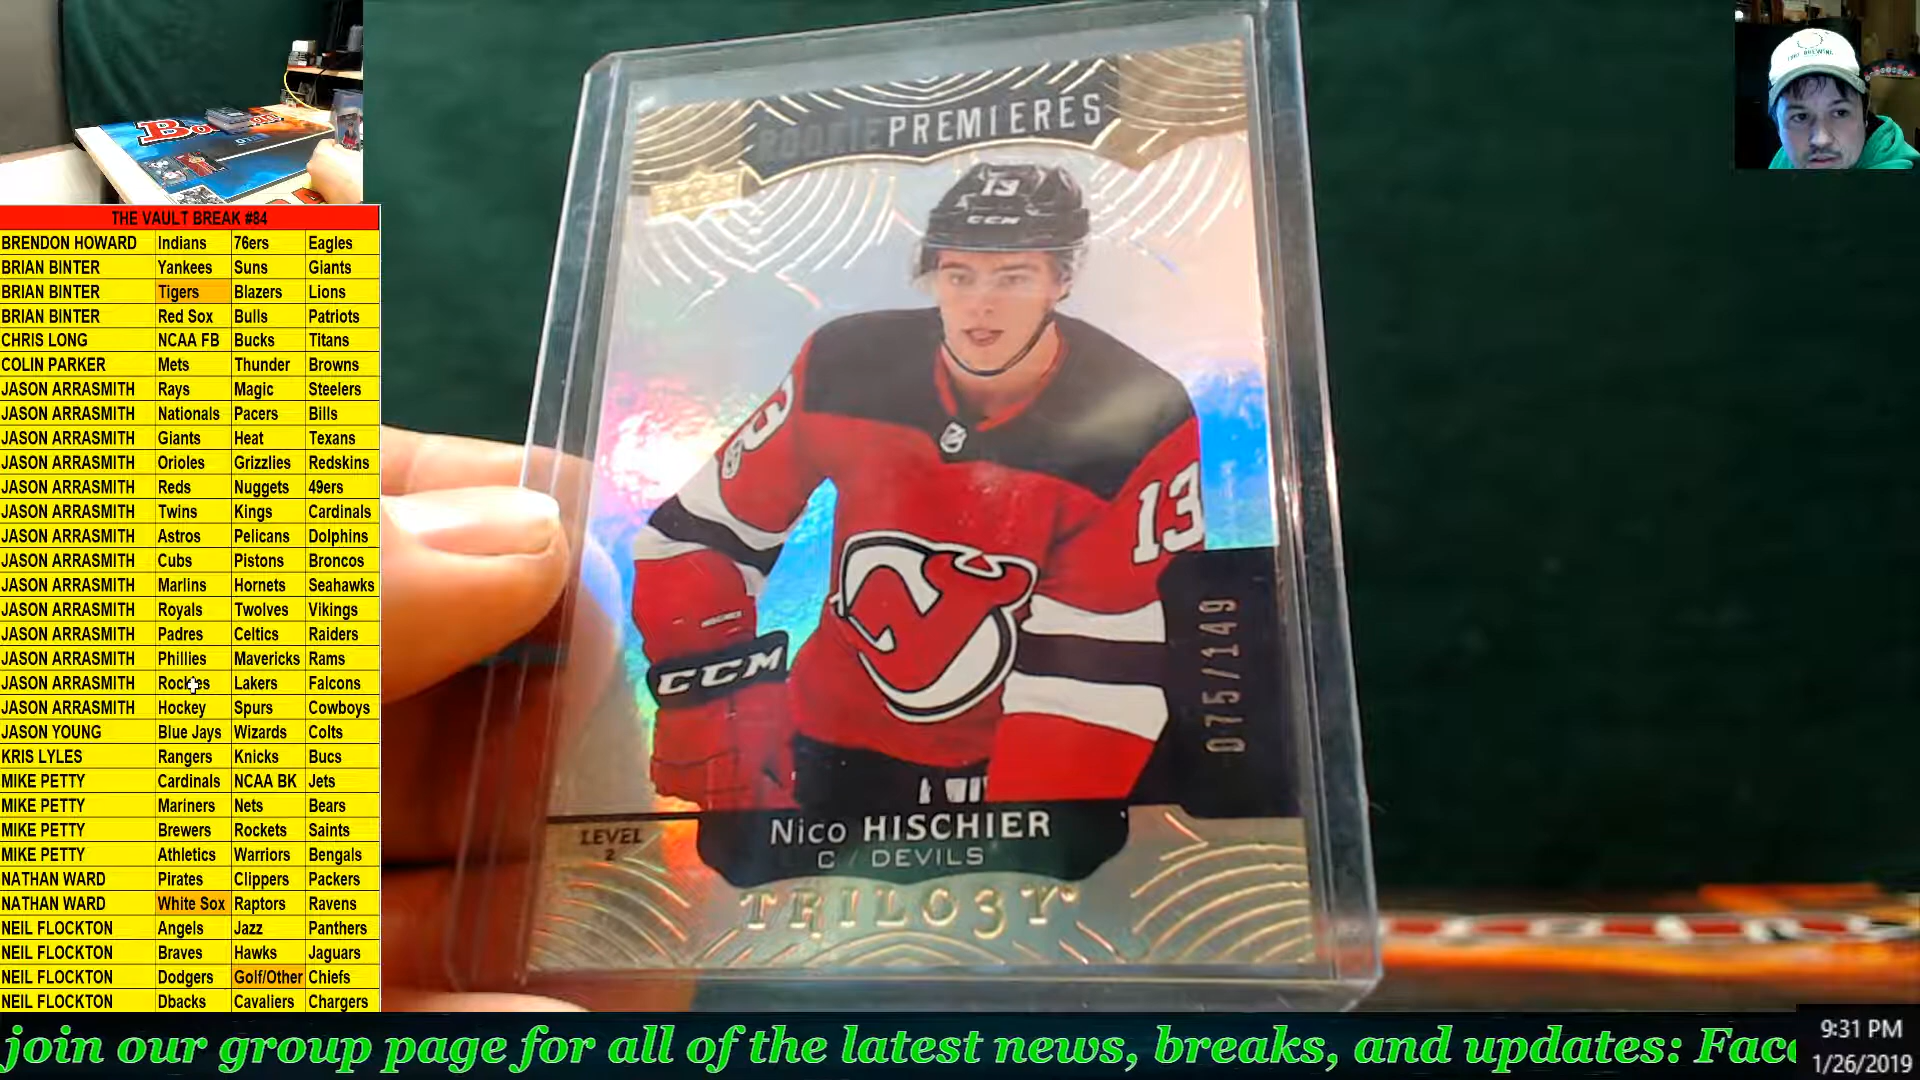 THE VAULT BREAK #84
BRENDON HOWARD Indians 76ers Eagles
BRIAN BINTER Yankees Suns Giants
BRIAN BINTER Tigers Blazers Lions
BRIAN BINTER Red Sox Bulls Patriots
CHRIS LONG NCAA FB Bucks Titans
COLIN PARKER Mets Thunder Browns
JASON ARRASMITH Rays Magic Steelers
JASON ARRASMITH Nationals Pacers Bills
JASON ARRASMITH Giants Heat Texans
JASON ARRASMITH Orioles Grizzlies Redskins
JASON ARRASMITH Reds Nuggets 49ers
JASON ARRASMITH Twins Kings Cardinals
JASON ARRASMITH Astros Pelicans Dolphins
JASON ARRASMITH Cubs Pistons Broncos
JASON ARRASMITH Marlins Hornets Seahawks
JASON ARRASMITH Royals Twolves Vikings
JASON ARRASMITH Padres Celtics Raiders
JASON ARRASMITH Phillies Mavericks Rams
JASON ARRASMITH Rockies Lakers Falcons
JASON ARRASMITH Hockey Spurs Cowboys
JASON YOUNG Blue Jays Wizards Colts
KRIS LYLES Rangers Knicks Bucs
MIKE PETTY Cardinals NCAA BK Jets
MIKE PETTY Mariners Nets Bears
MIKE PETTY Brewers Rockets Saints
MIKE PETTY Athletics Warriors Bengals
NATHAN WARD Pirates Clippers Packers
NATHAN WARD White Sox Raptors Ravens
NEIL FLOCKTON Angels Jazz Panthers
NEIL FLOCKTON Braves Hawks Jaguars
NEIL FLOCKTON Dodgers Golf/Other Chiefs
NEIL FLOCKTON Dbacks Cavaliers Chargers
ROOKIE PREMIERES
UPPER DECK
13
CCM
13
CCM
075/149
LEVEL
2
Nico HISCHIER
C / DEVILS
TRILO3Y
join our group page for all of the latest news, breaks, and updates: Face
9:31 PM
1/26/2019